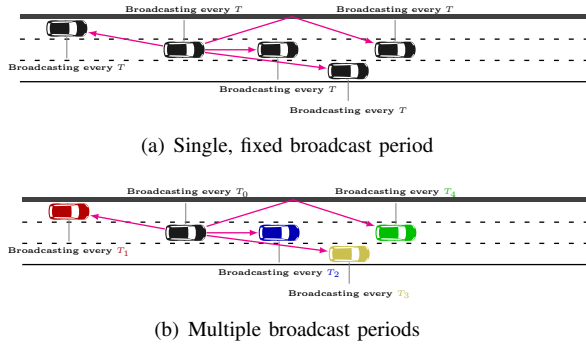 Broadcasting every T Broadcasting every T
Broadcasting every T
Broadcasting every T
Broadcasting every T
(a) Single, fixed broadcast period
Broadcasting every T₀ Broadcasting every T₄
Broadcasting every T₁
Broadcasting every T₂
Broadcasting every T₃
(b) Multiple broadcast periods